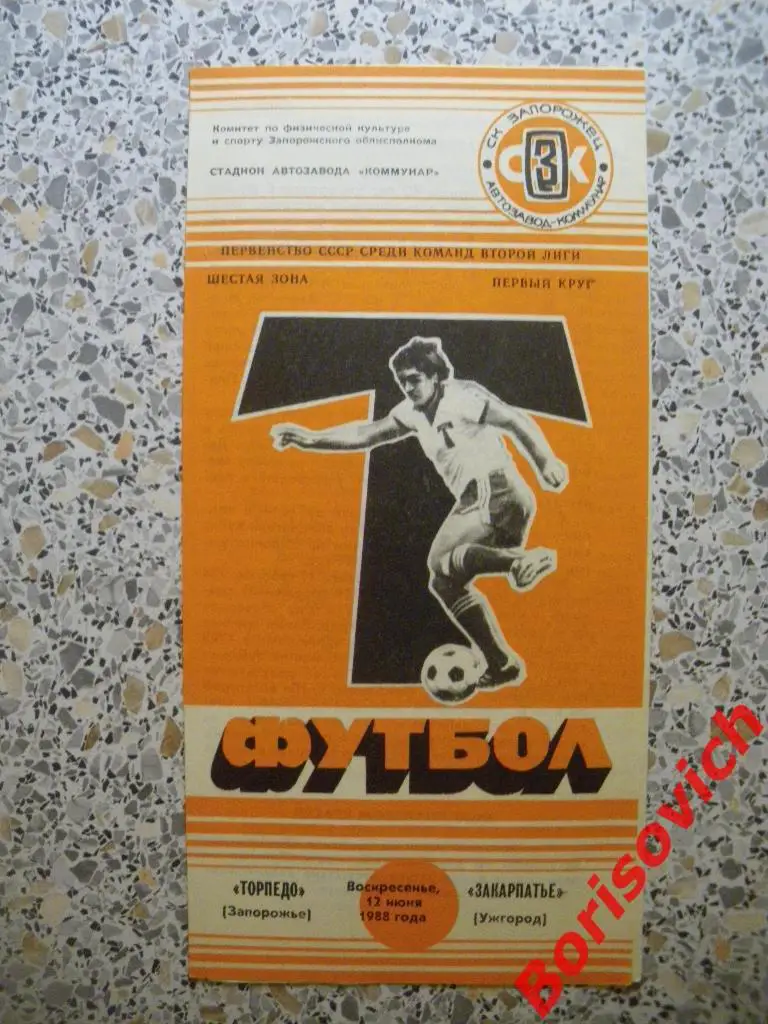 Комитет по физической культуре
и спорту Запорожского облисполкома
СТАДИОН АВТОЗАВОДА «КОММУНАР»
СК ЗАПОРОЖЕЦ
СЗК
АВТОЗАВОД-КОММУНАР
ПЕРВЕНСТВО СССР СРЕДИ КОМАНД ВТОРОЙ ЛИГИ
ШЕСТАЯ ЗОНА
ПЕРВЫЙ КРУГ
Т
Т
ФУТБОЛ
«ТОРПЕДО»
(Запорожье)
Воскресенье,
12 июня
1988 года
«ЗАКАРПАТЬЕ»
(Ужгород)
Borisovich